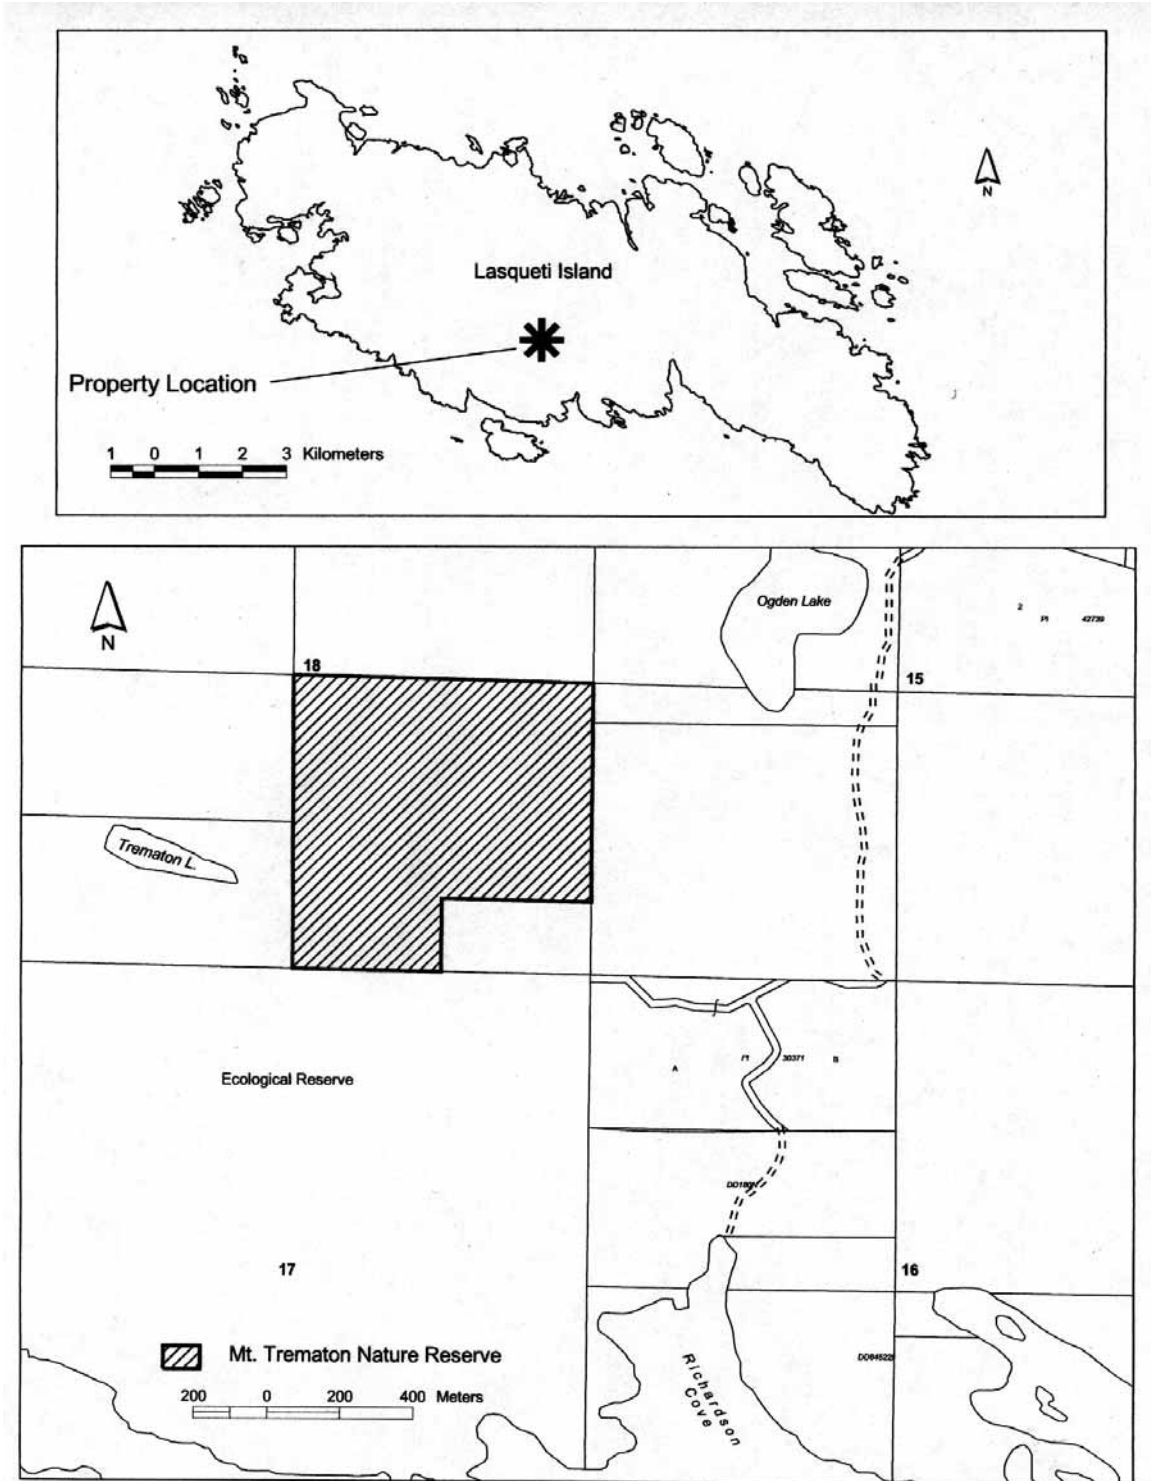 N
Lasqueti Island
Property Location
1 0 1 2 3 Kilometers
Ogden Lake
N
2
Pl 42739
18
15
Trematon L.
A
Pl 30371 B
Ecological Reserve
DD180N
17
16
Mt. Trematon Nature Reserve
200 0 200 400 Meters
Richardson
Cove